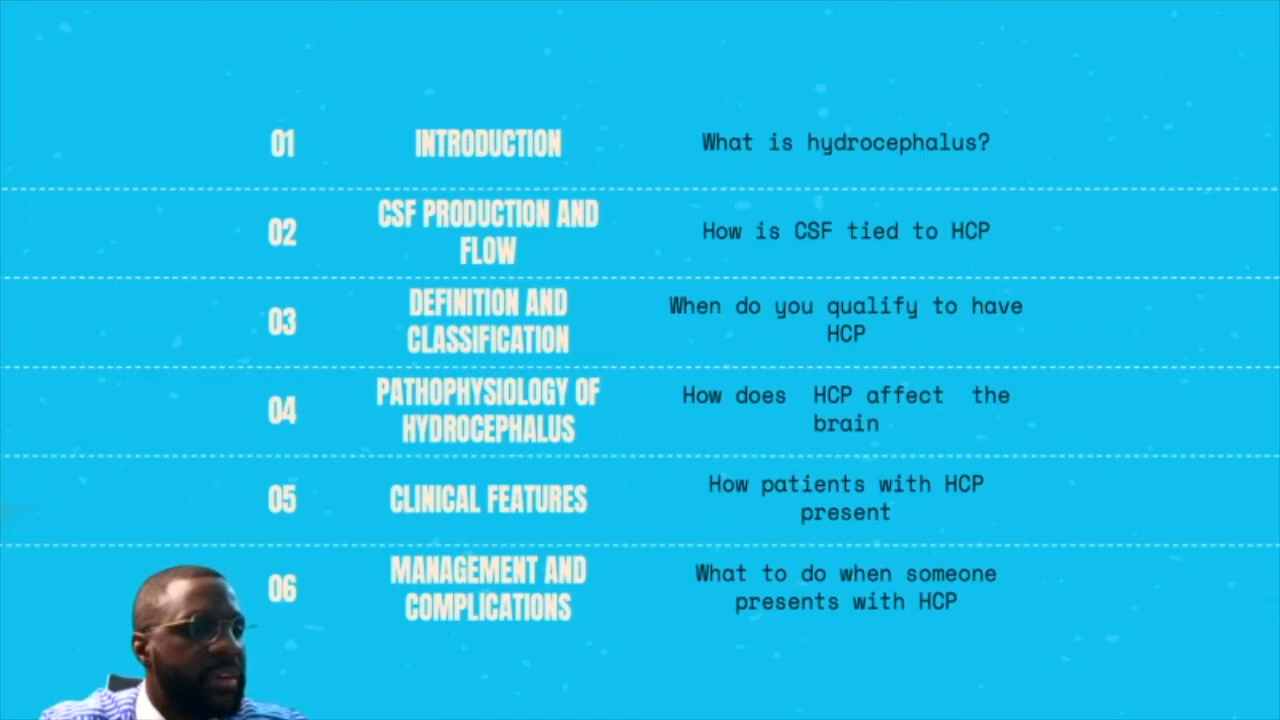 01 INTRODUCTION What is hydrocephalus?
02 CSF PRODUCTION AND
FLOW
How is CSF tied to HCP
03 DEFINITION AND
CLASSIFICATION
When do you qualify to have
HCP
04 PATHOPHYSIOLOGY OF
HYDROCEPHALUS
How does HCP affect the
brain
05 CLINICAL FEATURES
How patients with HCP
present
06 MANAGEMENT AND
COMPLICATIONS
What to do when someone
presents with HCP